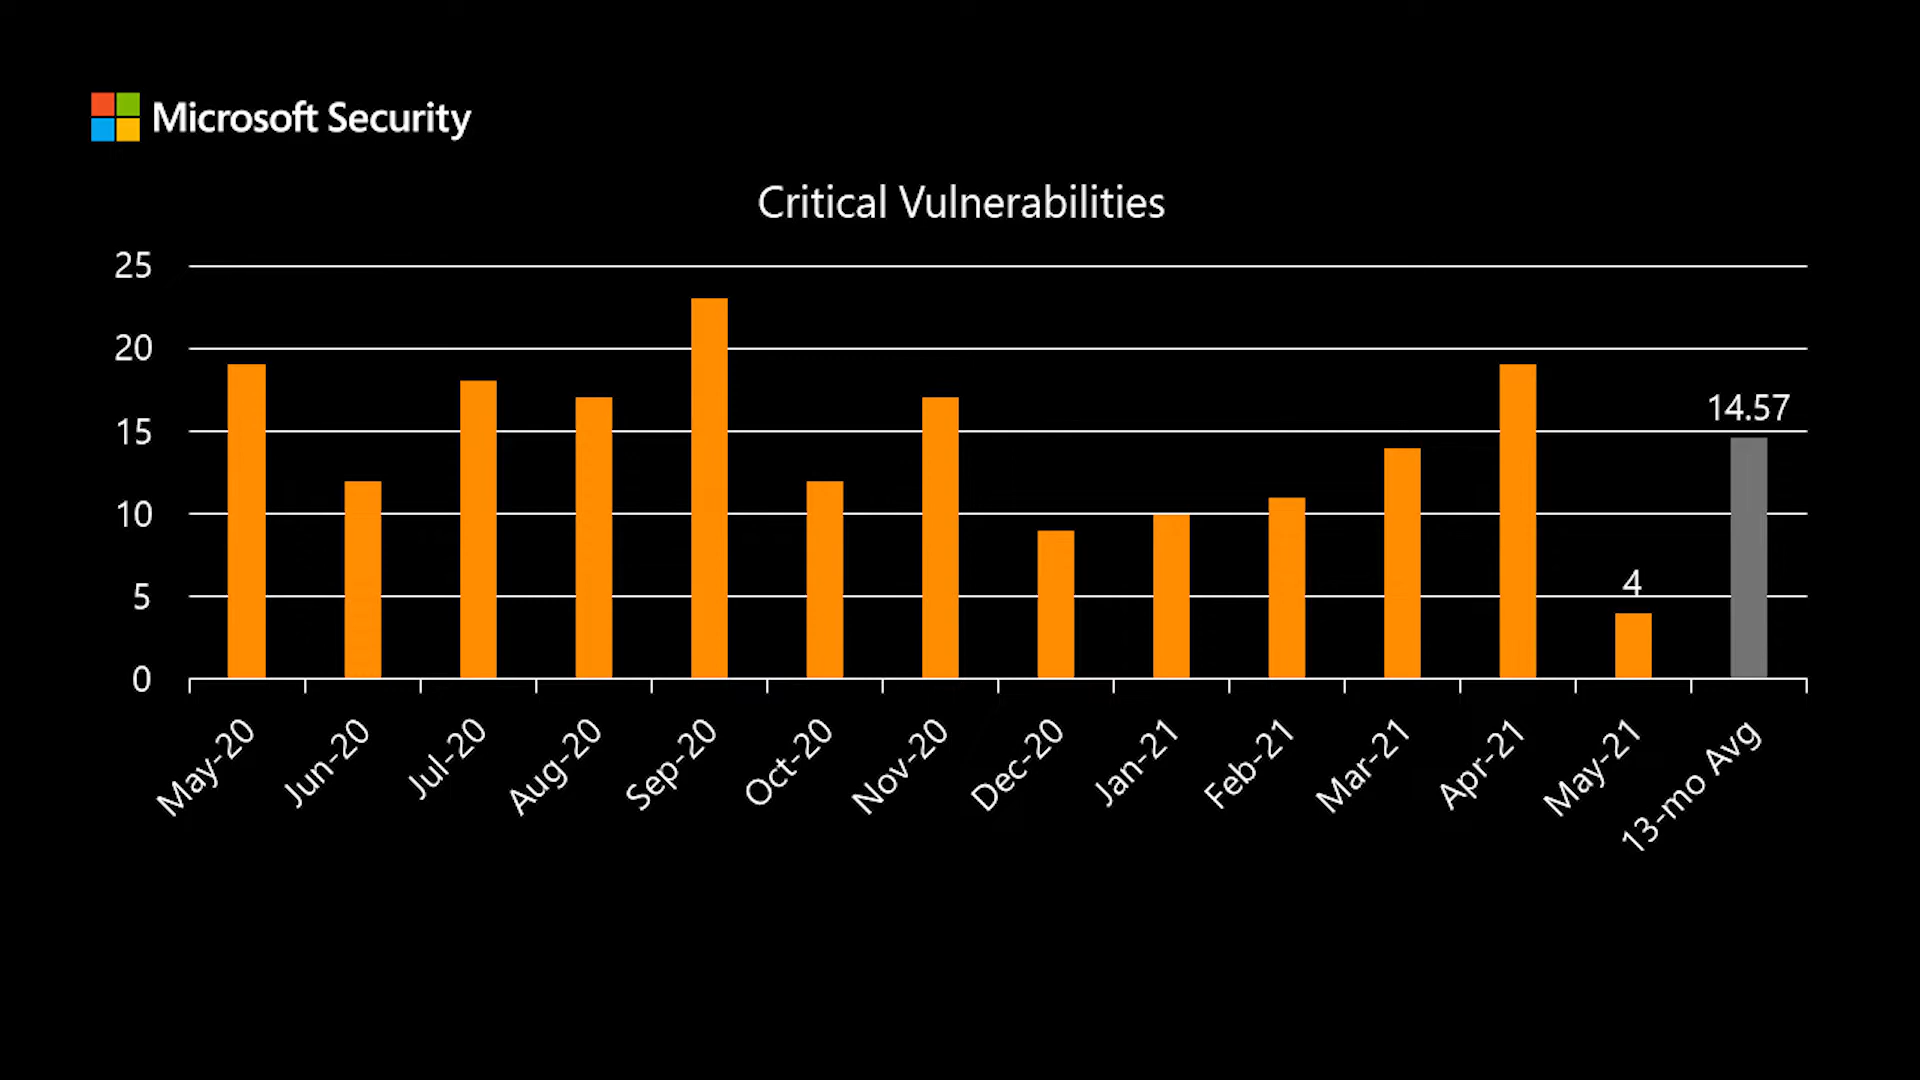 Microsoft Security
Critical Vulnerabilities
25
20
15
10
5
0
14.57
4
May-20
Jun-20
Jul-20
Aug-20
Sep-20
Oct-20
Nov-20
Dec-20
Jan-21
Feb-21
Mar-21
Apr-21
May-21
13-mo Avg